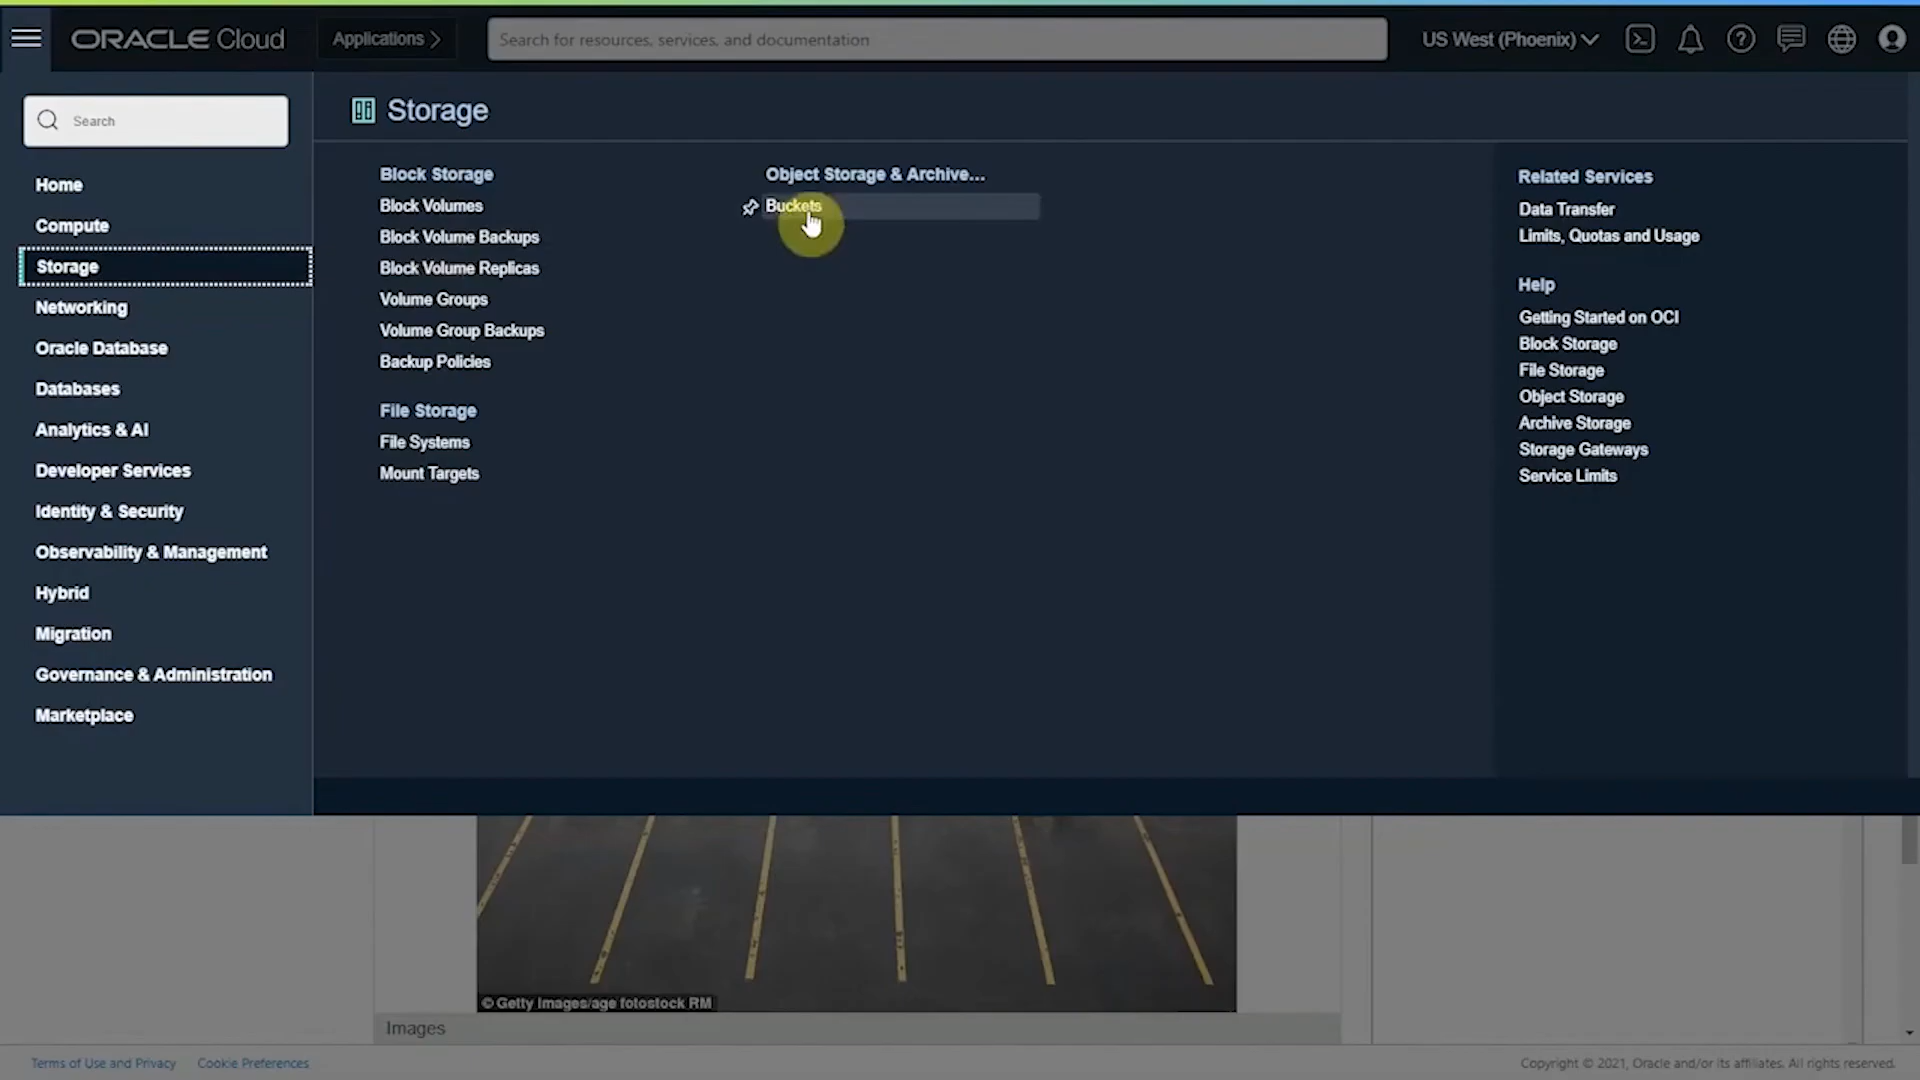 ORACLE Cloud
Applications
Search for resources, services, and documentation
US West (Phoenix)
Search
Home
Compute
Storage
Networking
Oracle Database
Databases
Analytics & AI
Developer Services
Identity & Security
Observability & Management
Hybrid
Migration
Governance & Administration
Marketplace
Storage
Block Storage
Block Volumes
Block Volume Backups
Block Volume Replicas
Volume Groups
Volume Group Backups
Backup Policies
File Storage
File Systems
Mount Targets
Object Storage & Archive...
Buckets
Related Services
Data Transfer
Limits, Quotas and Usage
Help
Getting Started on OCI
Block Storage
File Storage
Object Storage
Archive Storage
Storage Gateways
Service Limits
© Getty Images/age fotostock RM
Images
Terms of Use and Privacy
Cookie Preferences
Copyright © 2021, Oracle and/or its affiliates. All rights reserved.